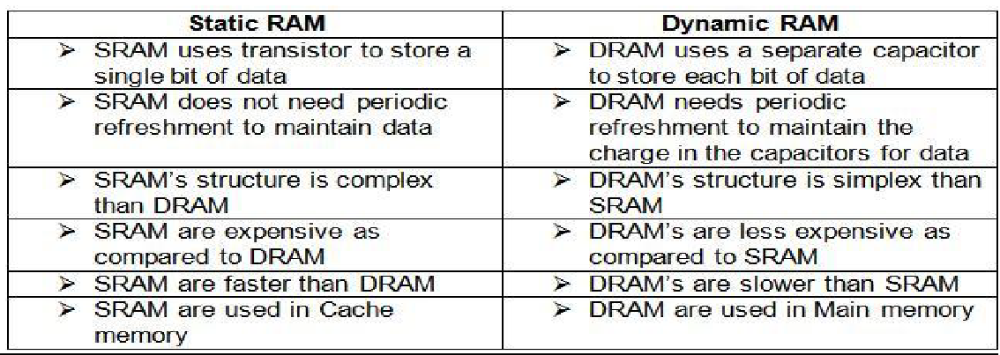 Static RAM
Dynamic RAM
➢ SRAM uses transistor to store a
single bit of data
➢ DRAM uses a separate capacitor
to store each bit of data
➢ SRAM does not need periodic
refreshment to maintain data
➢ DRAM needs periodic
refreshment to maintain the
charge in the capacitors for data
➢ SRAM's structure is complex
than DRAM
➢ DRAM's structure is simplex than
SRAM
➢ SRAM are expensive as
compared to DRAM
➢ DRAM's are less expensive as
compared to SRAM
➢ SRAM are faster than DRAM
➢ DRAM's are slower than SRAM
➢ SRAM are used in Cache
memory
➢ DRAM are used in Main memory